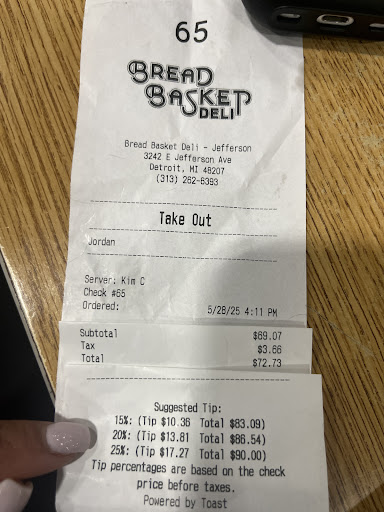 65
BREAD
BASKET
DELI
Bread Basket Deli - Jefferson
3242 E Jefferson Ave
Detroit, MI 48207
(313) 262-6393
Take Out
Jordan
Server: Kim C
Check #65
Ordered: 5/28/25 4:11 PM
Subtotal $69.07
Tax $3.66
Total $72.73
Suggested Tip:
15%: (Tip $10.36 Total $83.09)
20%: (Tip $13.81 Total $86.54)
25%: (Tip $17.27 Total $90.00)
Tip percentages are based on the check
price before taxes.
Powered by Toast